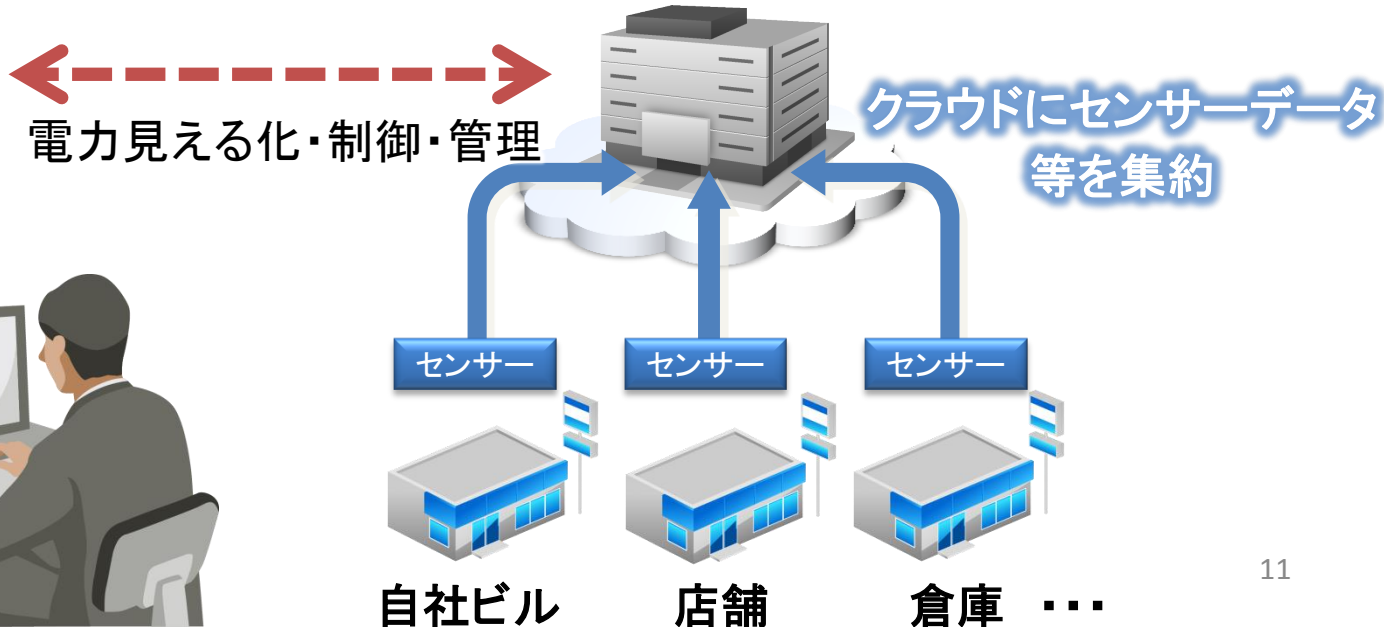 電力見える化・制御・管理
クラウドにセンサーデータ
等を集約
センサー
センサー
センサー
自社ビル
店舗
倉庫 ・・・
11